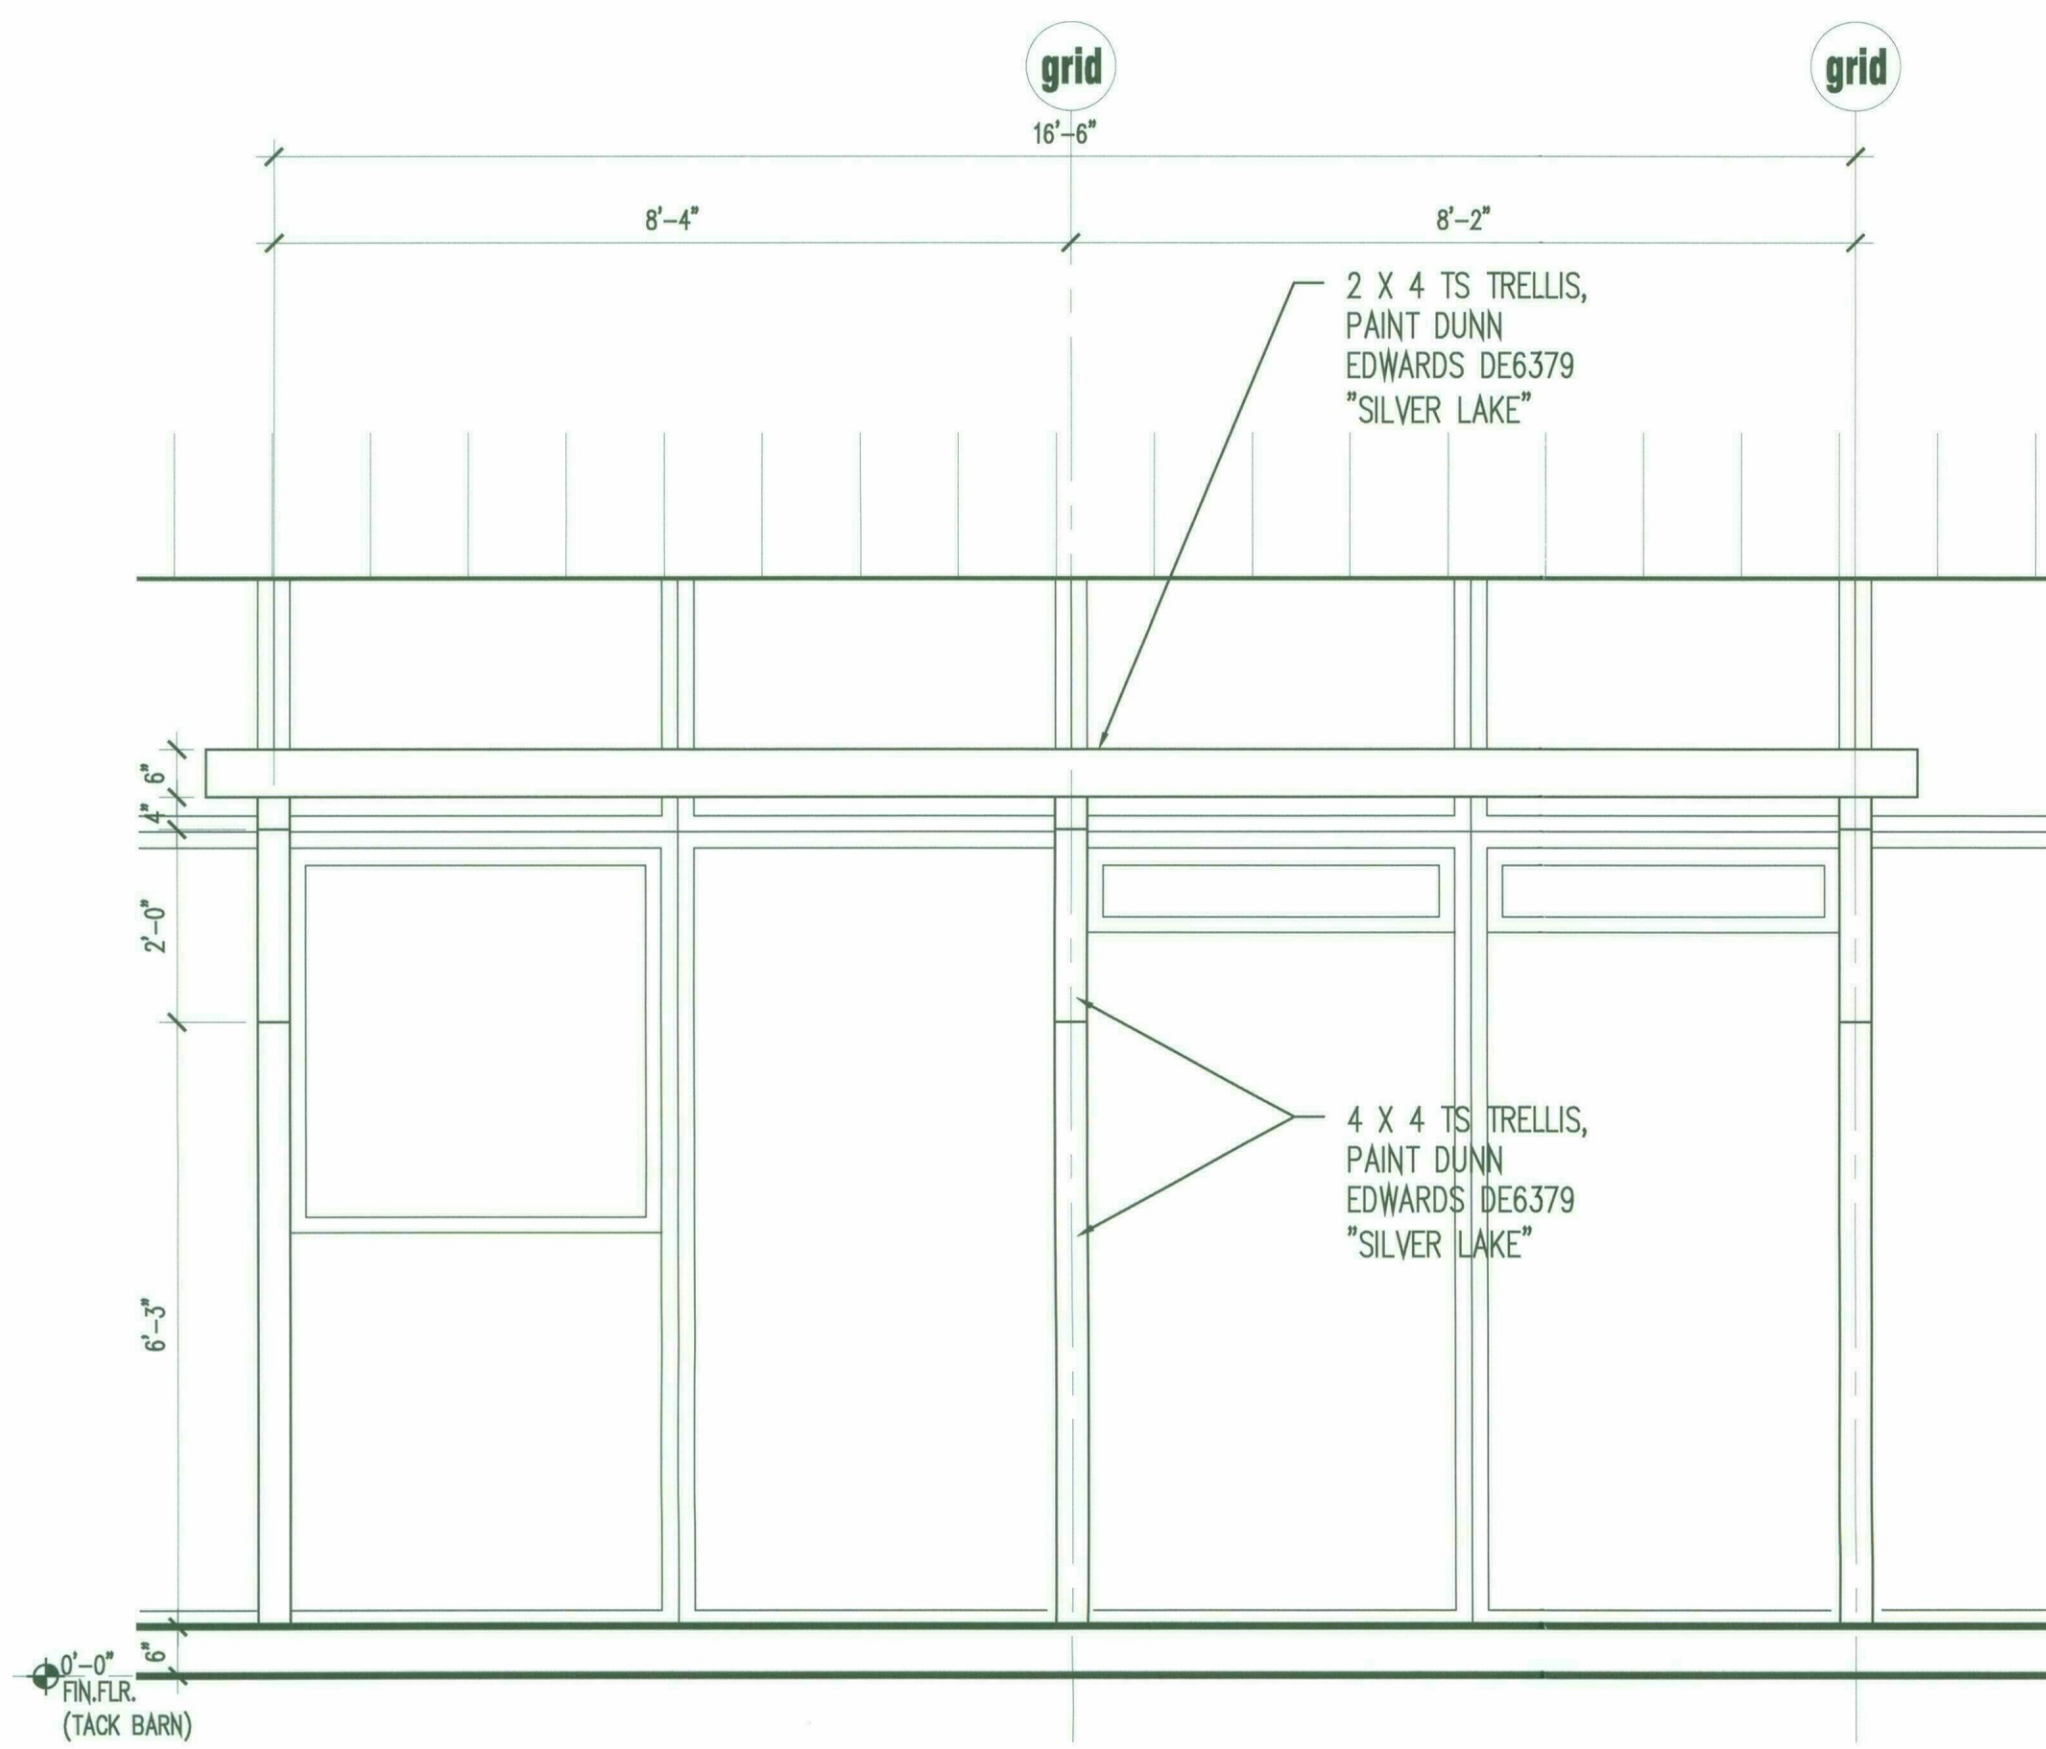 grid
grid
16'-6"
8'-4"
8'-2"
2 X 4 TS TRELLIS,
PAINT DUNN
EDWARDS DE6379
"SILVER LAKE"
6"
4"
2'-0"
4 X 4 TS TRELLIS,
PAINT DUNN
EDWARDS DE6379
"SILVER LAKE"
6'-3"
6"
0'-0"
FIN.FLR.
(TACK BARN)